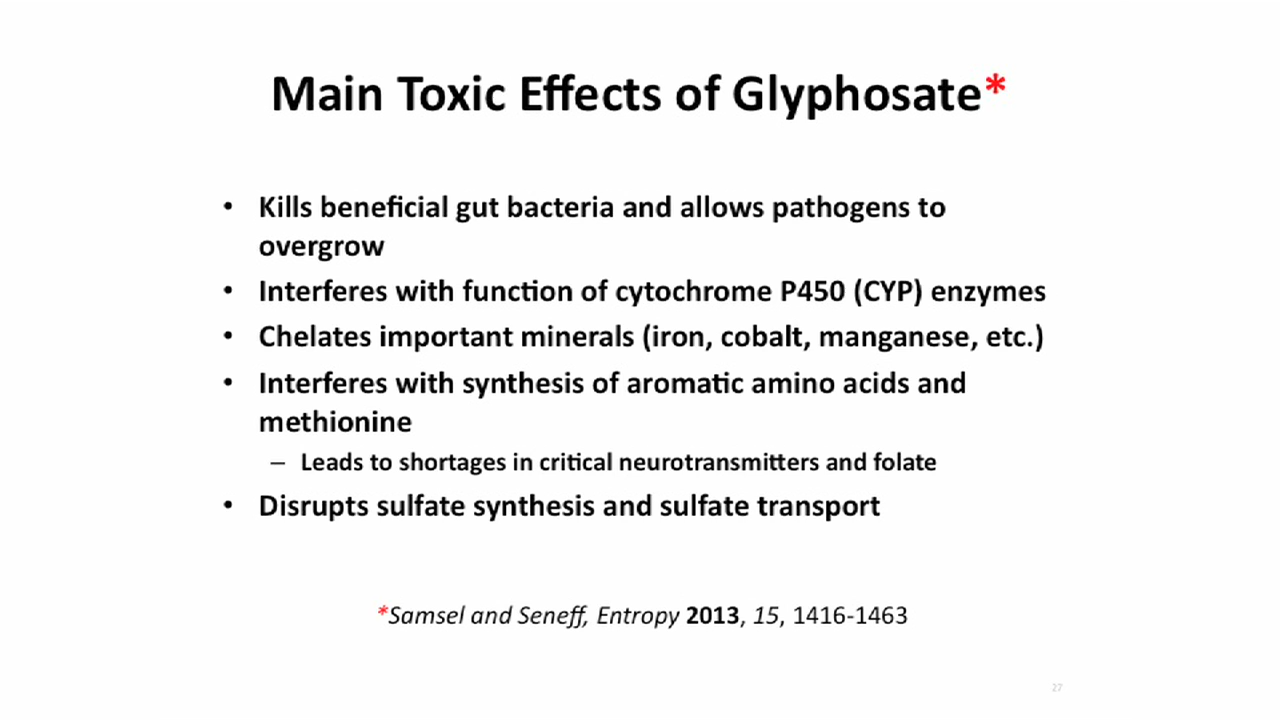 Main Toxic Effects of Glyphosate*
• Kills beneficial gut bacteria and allows pathogens to
overgrow
• Interferes with function of cytochrome P450 (CYP) enzymes
• Chelates important minerals (iron, cobalt, manganese, etc.)
• Interferes with synthesis of aromatic amino acids and
methionine
– Leads to shortages in critical neurotransmitters and folate
• Disrupts sulfate synthesis and sulfate transport
*Samsel and Seneff, Entropy 2013, 15, 1416-1463
27